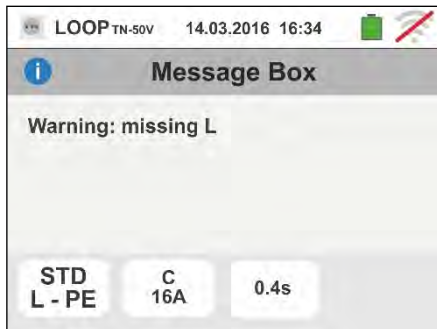 LOOP TN-50V 14.03.2016 16:34
Message Box
Warning: missing L
STD
L - PE
C
16A
0.4s